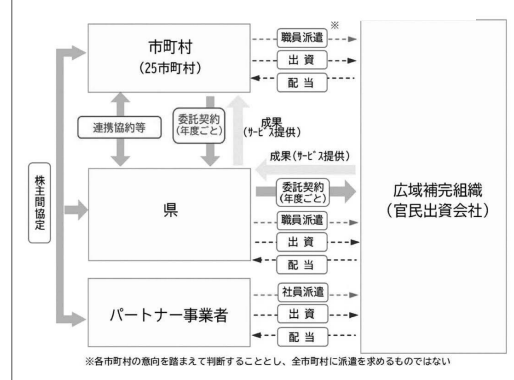 ※
職員派遣
市町村
(25市町村)
出 資
配 当
連携協約等
委託契約
(年度ごと)
成果
(サービス提供)
成果(サービス提供)
株主間協定
県
委託契約
(年度ごと)
広域補完組織
(官民出資会社)
職員派遣
出 資
配 当
パートナー事業者
社員派遣
出 資
配 当
※各市町村の意向を踏まえて判断することとし、全市町村に派遣を求めるものではない